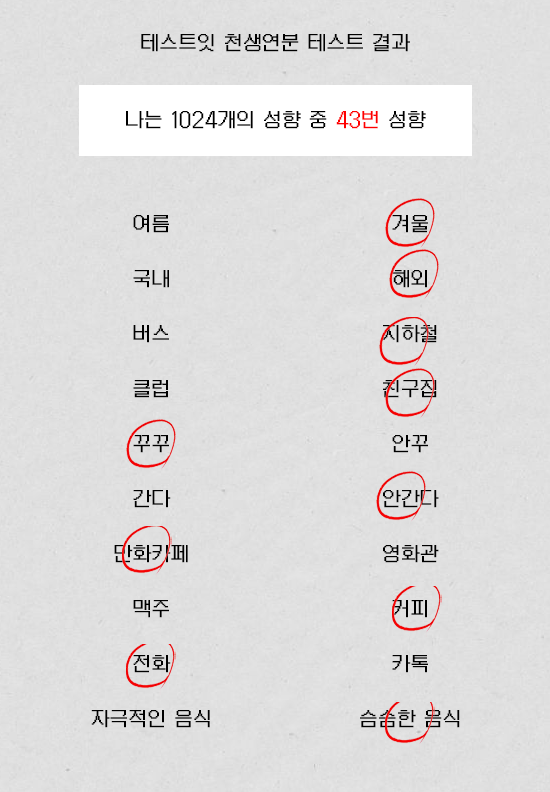 테스트잇 천생연분 테스트 결과
나는 1024개의 성향 중 43번 성향
여름 겨울
국내 해외
버스 지하철
클럽 친구집
꾸꾸 안꾸
간다 안간다
만화카페 영화관
맥주 커피
전화 카톡
자극적인 음식 슴슴한 음식